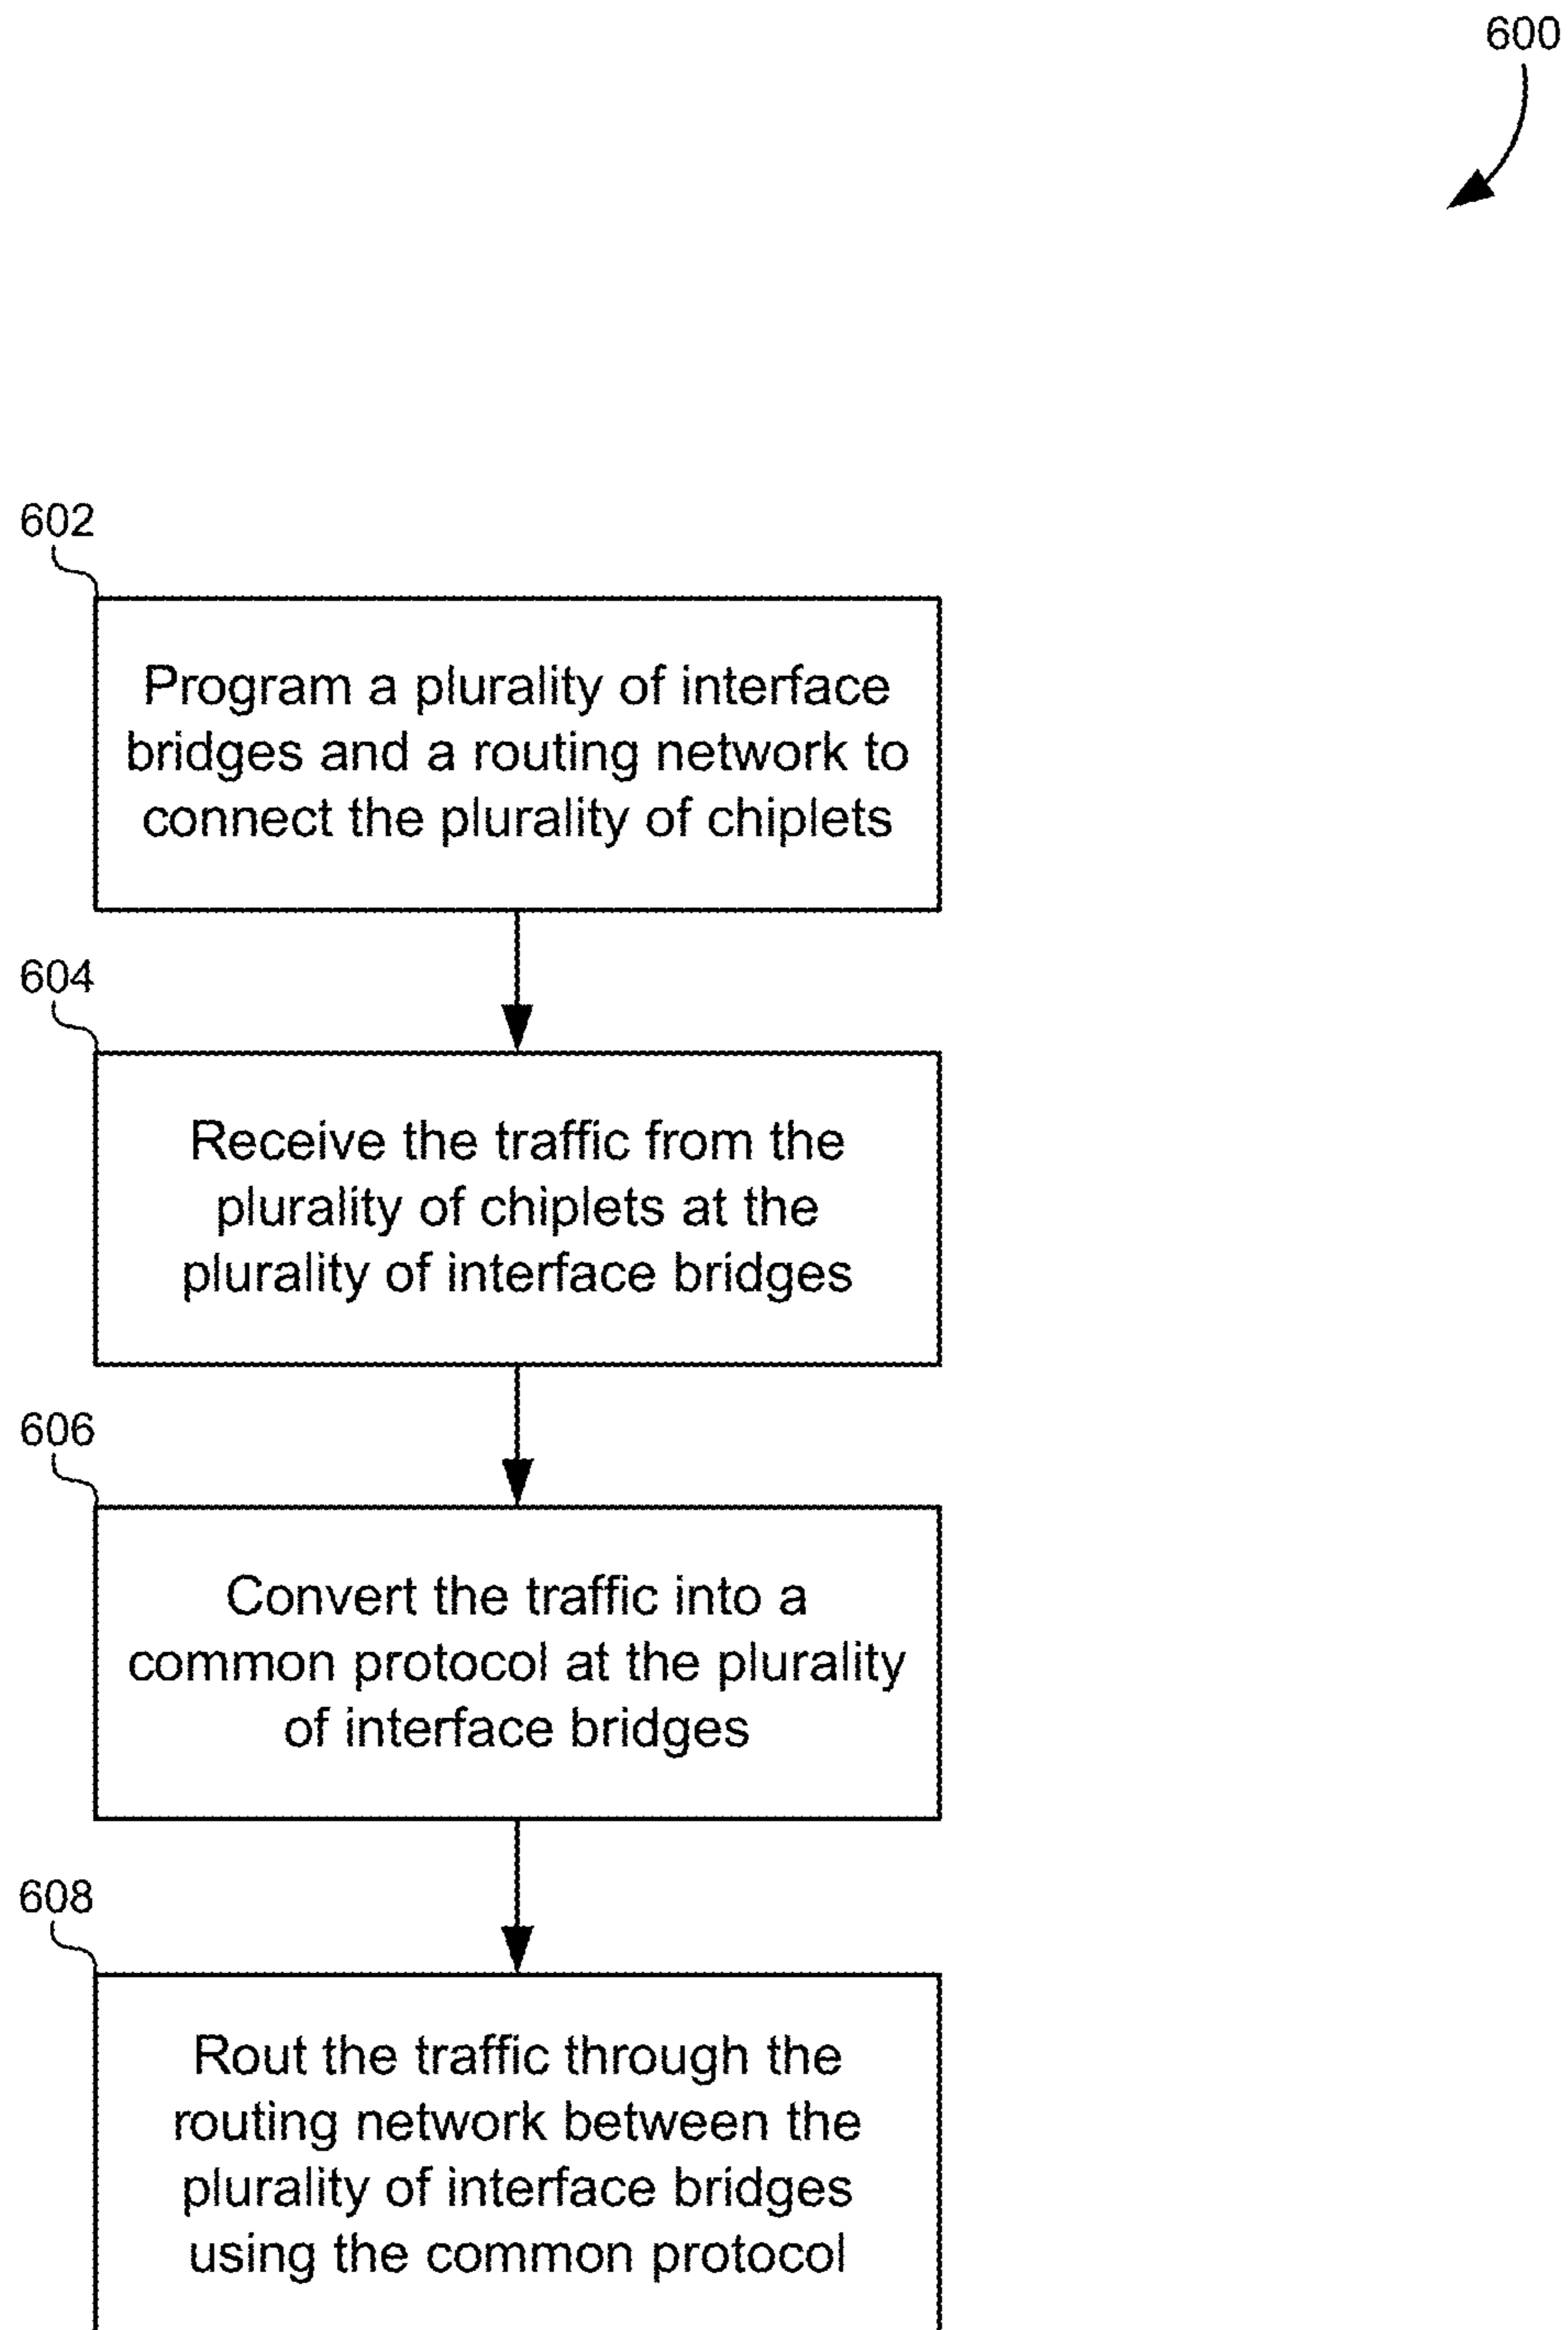 600
602
Program a plurality of interface
bridges and a routing network to
connect the plurality of chiplets
604
Receive the traffic from the
plurality of chiplets at the
plurality of interface bridges
606
Convert the traffic into a
common protocol at the plurality
of interface bridges
608
Rout the traffic through the
routing network between the
plurality of interface bridges
using the common protocol